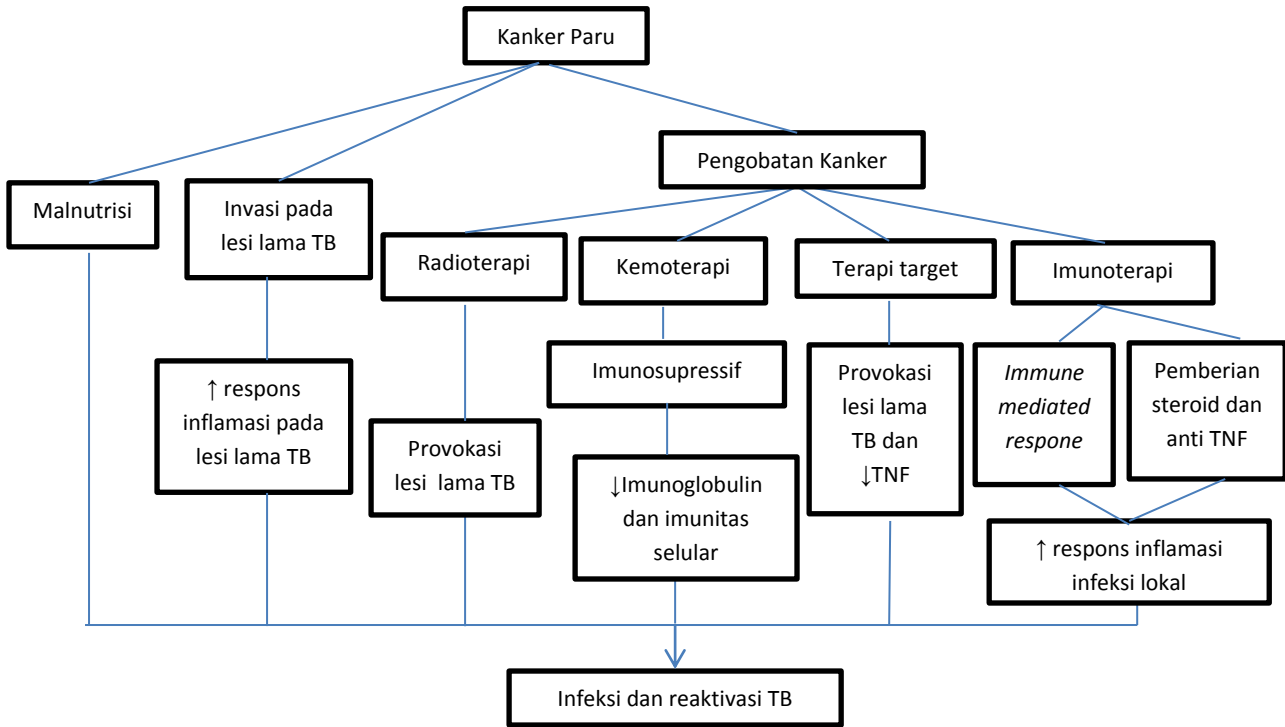 Kanker Paru
Pengobatan Kanker
Malnutrisi
Invasi pada
lesi lama TB
Radioterapi
Kemoterapi
Terapi target
Imunoterapi
↑ respons
inflamasi pada
lesi lama TB
Provokasi
lesi lama TB
Imunosupressif
↓Imunoglobulin
dan imunitas
selular
Provokasi
lesi lama
TB dan
↓TNF
Immune
mediated
respone
Pemberian
steroid dan
anti TNF
↑ respons inflamasi
infeksi lokal
Infeksi dan reaktivasi TB